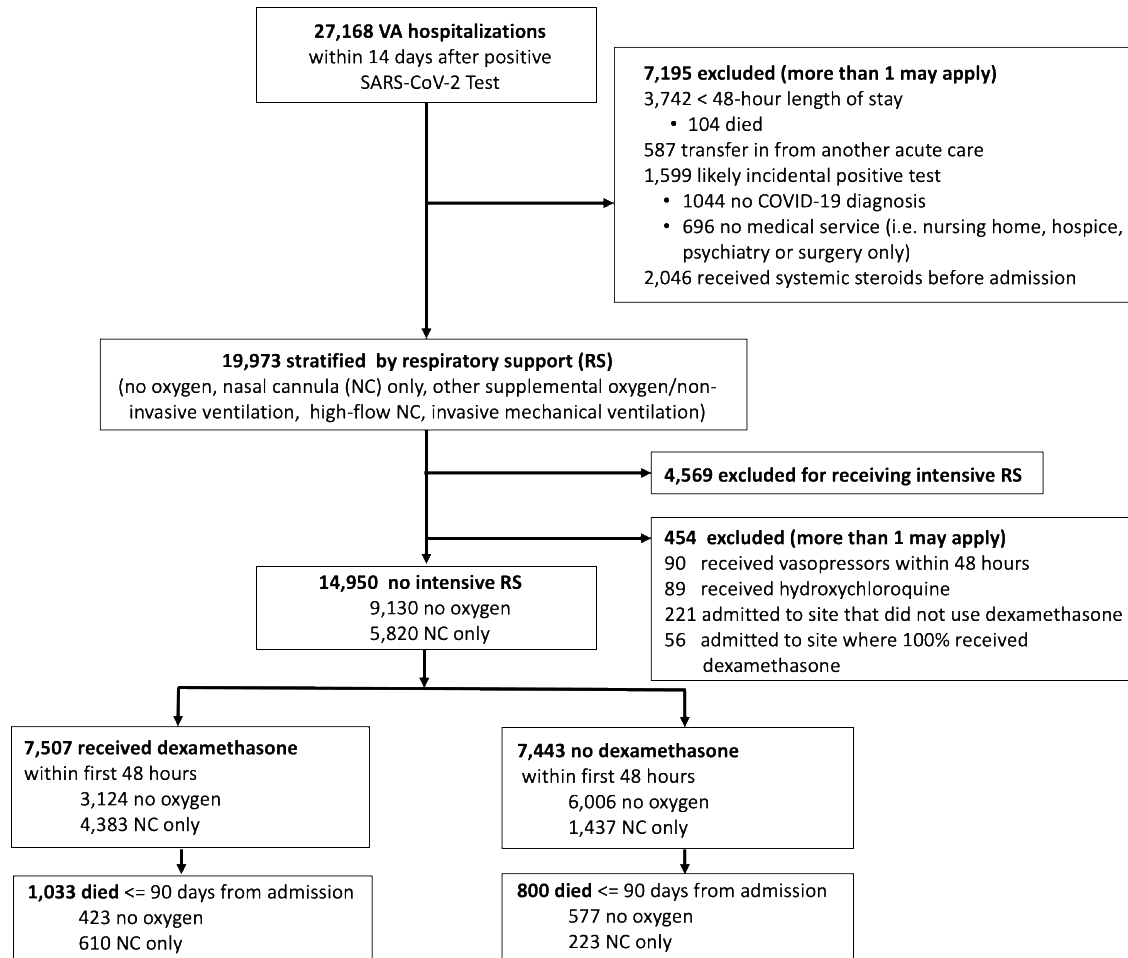 27,168 VA hospitalizations
within 14 days after positive
SARS-CoV-2 Test
7,195 excluded (more than 1 may apply)
3,742 < 48-hour length of stay
• 104 died
587 transfer in from another acute care
1,599 likely incidental positive test
• 1044 no COVID-19 diagnosis
• 696 no medical service (i.e. nursing home, hospice,
psychiatry or surgery only)
2,046 received systemic steroids before admission
19,973 stratified by respiratory support (RS)
(no oxygen, nasal cannula (NC) only, other supplemental oxygen/non-
invasive ventilation, high-flow NC, invasive mechanical ventilation)
4,569 excluded for receiving intensive RS
454 excluded (more than 1 may apply)
90 received vasopressors within 48 hours
89 received hydroxychloroquine
221 admitted to site that did not use dexamethasone
56 admitted to site where 100% received
dexamethasone
14,950 no intensive RS
9,130 no oxygen
5,820 NC only
7,507 received dexamethasone
within first 48 hours
3,124 no oxygen
4,383 NC only
7,443 no dexamethasone
within first 48 hours
6,006 no oxygen
1,437 NC only
1,033 died <= 90 days from admission
423 no oxygen
610 NC only
800 died <= 90 days from admission
577 no oxygen
223 NC only